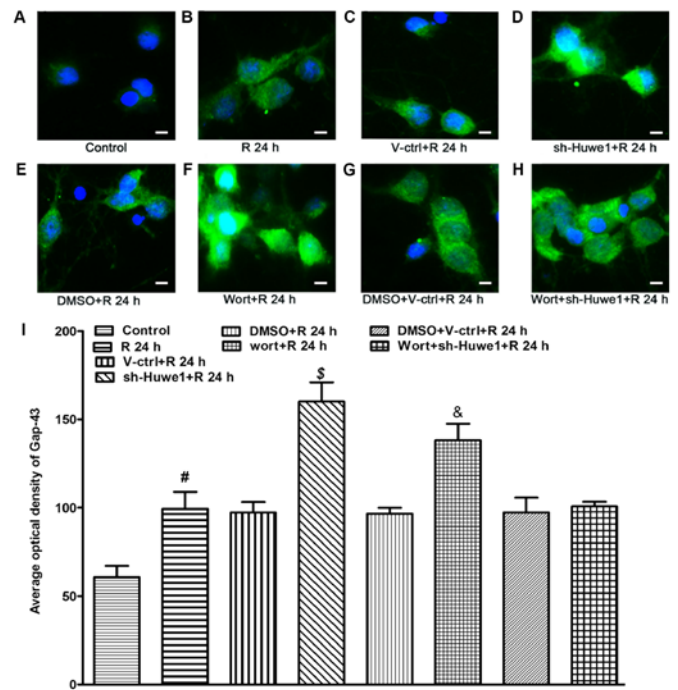 A B C D
Control R 24 h V-ctrl+R 24 h sh-Huwe1+R 24 h
E F G H
DMSO+R 24 h Wort+R 24 h DMSO+V-ctrl+R 24 h Wort+sh-Huwe1+R 24 h
I
Average optical density of Gap-43
200
150
100
50
0
Control
R 24 h
V-ctrl+R 24 h
sh-Huwe1+R 24 h
DMSO+R 24 h
wort+R 24 h
DMSO+V-ctrl+R 24 h
Wort+sh-Huwe1+R 24 h
#
$
&